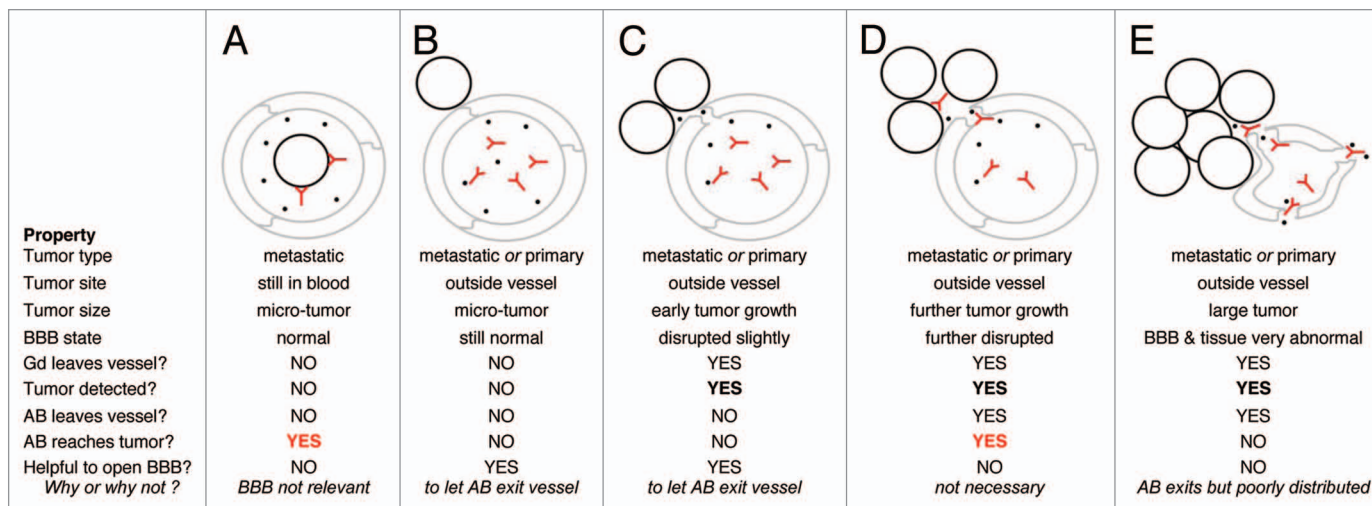 A B C D E
Property
Tumor type metastatic metastatic or primary metastatic or primary metastatic or primary metastatic or primary
Tumor site still in blood outside vessel outside vessel outside vessel outside vessel
Tumor size micro-tumor micro-tumor early tumor growth further tumor growth large tumor
BBB state normal still normal disrupted slightly further disrupted BBB & tissue very abnormal
Gd leaves vessel? NO NO YES YES YES
Tumor detected? NO NO YES YES YES
AB leaves vessel? NO NO NO YES YES
AB reaches tumor? YES NO NO YES NO
Helpful to open BBB? NO YES YES NO NO
Why or why not ? BBB not relevant to let AB exit vessel to let AB exit vessel not necessary AB exits but poorly distributed